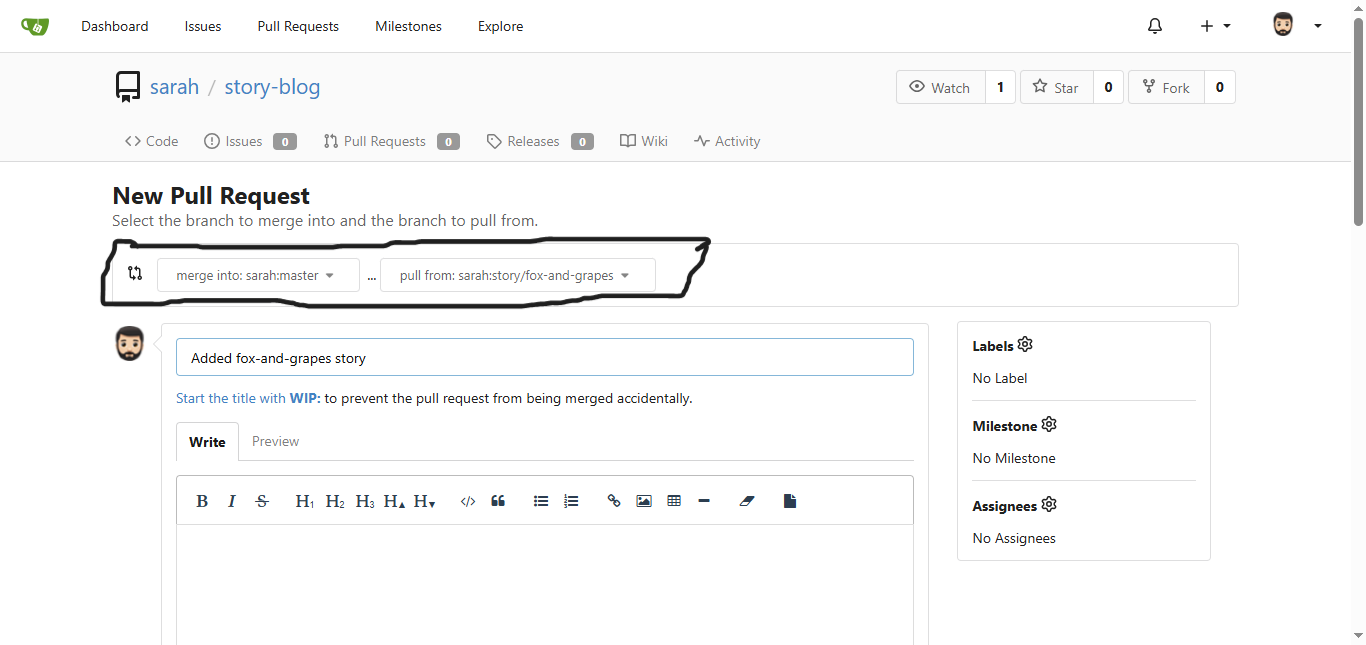 Dashboard Issues Pull Requests Milestones Explore
sarah / story-blog
Watch 1 Star 0 Fork 0
Code Issues 0 Pull Requests 0 Releases 0 Wiki Activity
New Pull Request
Select the branch to merge into and the branch to pull from.
merge into: sarah:master ... pull from: sarah:story/fox-and-grapes
Added fox-and-grapes story
Start the title with WIP: to prevent the pull request from being merged accidentally.
Write Preview
B I S H1 H2 H3 H▲ H▼
Labels
No Label
Milestone
No Milestone
Assignees
No Assignees